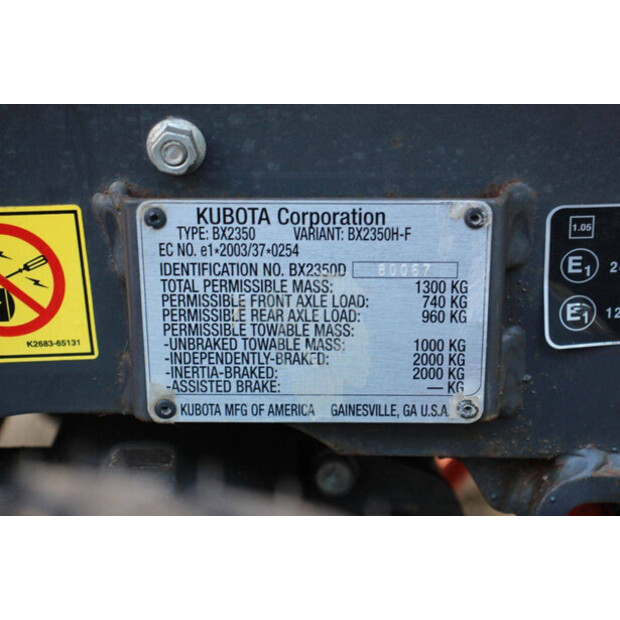 KUBOTA Corporation
TYPE: BX2350 VARIANT: BX2350H-F
EC NO. e1*2003/37*0254
IDENTIFICATION NO. BX2350D 80067
TOTAL PERMISSIBLE MASS: 1300 KG
PERMISSIBLE FRONT AXLE LOAD: 740 KG
PERMISSIBLE REAR AXLE LOAD: 960 KG
PERMISSIBLE TOWABLE MASS:
-UNBRAKED TOWABLE MASS: 1000 KG
-INDEPENDENTLY-BRAKED: 2000 KG
-INERTIA-BRAKED: 2000 KG
-ASSISTED BRAKE: — KG
KUBOTA MFG OF AMERICA GAINESVILLE, GA U.S.A.
K2683-65131
1.05
E1 2
E1 12